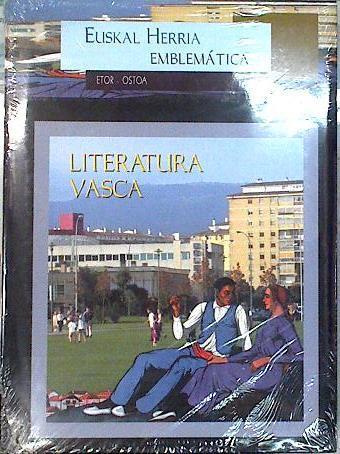 EUSKAL HERRIA
EMBLEMÁTICA
ETOR - OSTOA
LITERATURA
VASCA